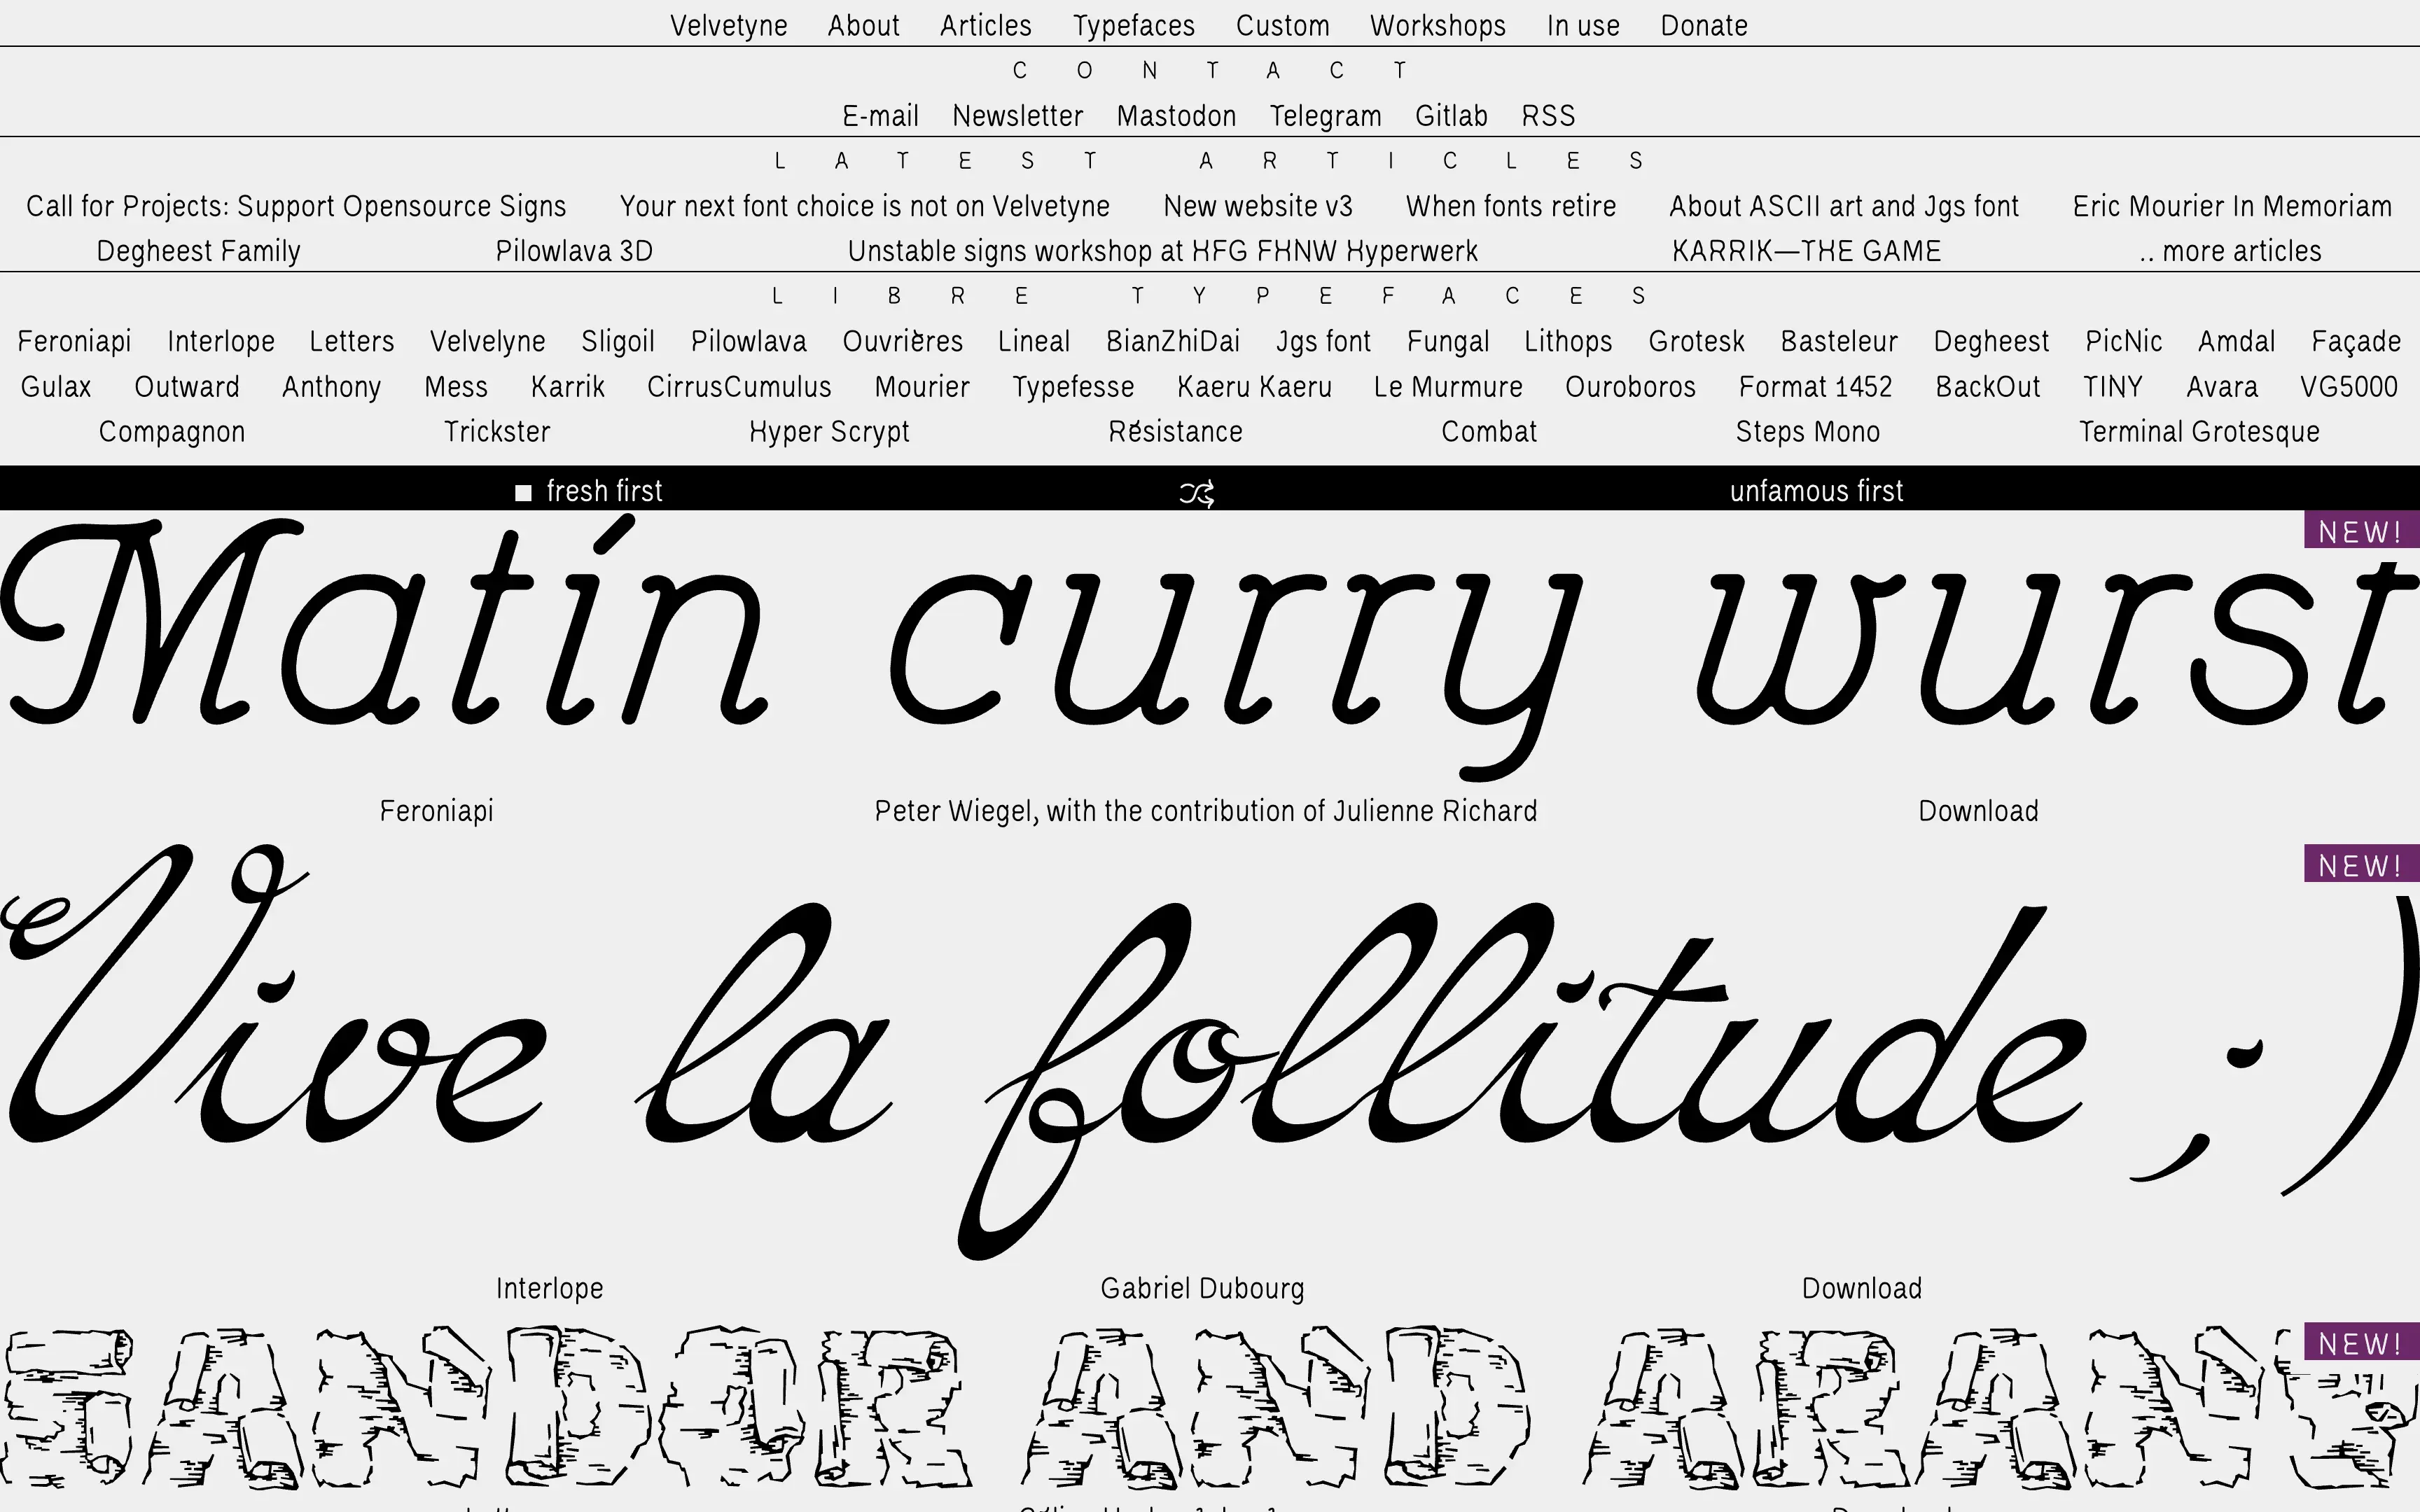 Velvetyne About Articles Typefaces Custom Workshops In use Donate
CONTACT
E-mail Newsletter Mastodon Telegram Gitlab RSS
LATEST ARTICLES
Call for Projects: Support Opensource Signs Your next font choice is not on Velvetyne New website v3 When fonts retire About ASCII art and Jgs font Eric Mourier In Memoriam
Degheest Family Pilowlava 3D Unstable signs workshop at HFG FHNW Hyperwerk KARRIK—THE GAME .. more articles
LIBRE TYPEFACES
Feroniapi Interlope Letters Velvelyne Sligoil Pilowlava Ouvrières Lineal BianZhiDai Jgs font Fungal Lithops Grotesk Basteleur Degheest PicNic Amdal Façade
Gulax Outward Anthony Mess Karrik CirrusCumulus Mourier Typefesse Kaeru Kaeru Le Murmure Ouroboros Format 1452 BackOut TINY Avara VG5000
Compagnon Trickster Hyper Scrypt Résistance Combat Steps Mono Terminal Grotesque
fresh first unfamous first
NEW!
Matín curry wurst
Feroniapi Peter Wiegel, with the contribution of Julienne Richard Download
NEW!
Vive la follitude ;)
Interlope Gabriel Dubourg Download
NEW!
AND